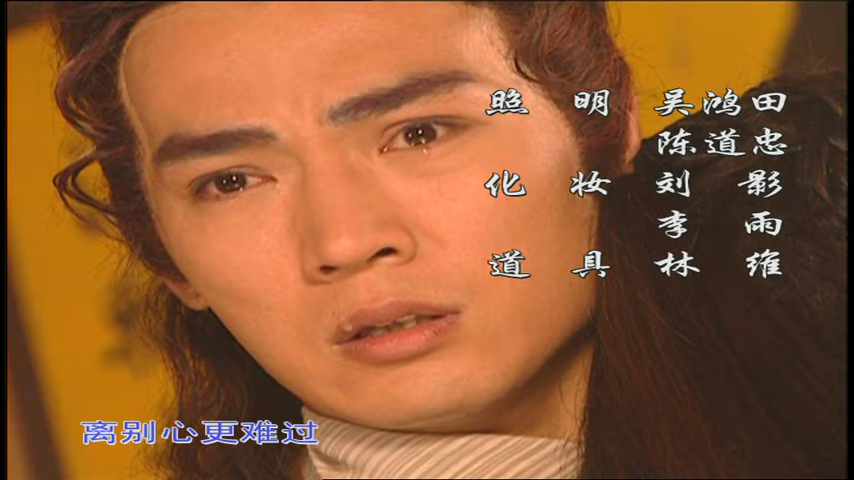 照 明 吴鸿田
陈道忠
化 妆 刘 影
李 雨
道 具 林 维
离别心更难过